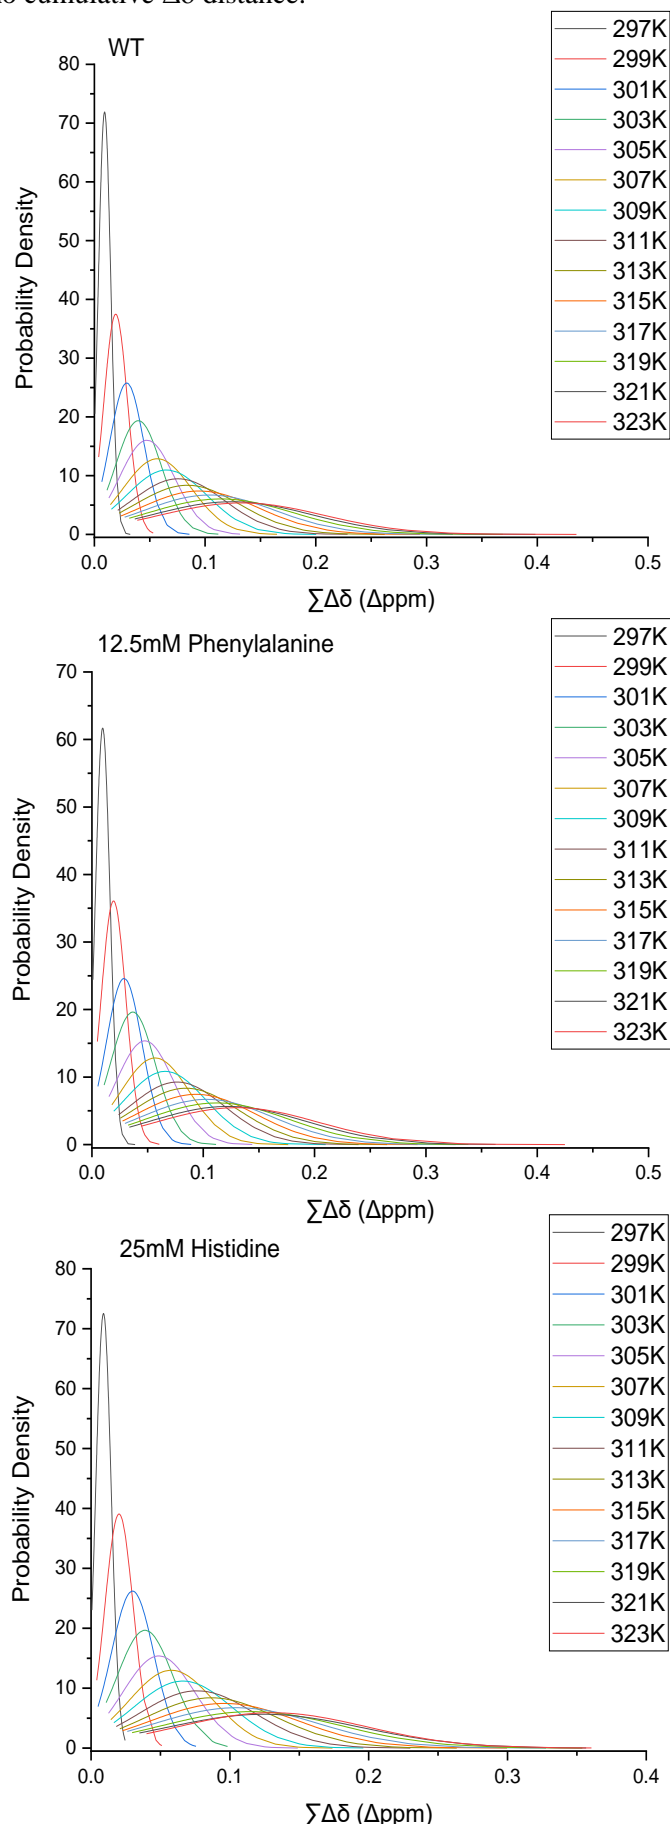 no cumulative Δδ distance.
WT
297K
299K
301K
303K
305K
307K
309K
311K
313K
315K
317K
319K
321K
323K
80
70
60
50
40
30
20
10
0
Probability Density
0.0 0.1 0.2 0.3 0.4 0.5
∑Δδ (Δppm)
12.5mM Phenylalanine
297K
299K
301K
303K
305K
307K
309K
311K
313K
315K
317K
319K
321K
323K
70
60
50
40
30
20
10
0
Probability Density
0.0 0.1 0.2 0.3 0.4 0.5
∑Δδ (Δppm)
25mM Histidine
297K
299K
301K
303K
305K
307K
309K
311K
313K
315K
317K
319K
321K
323K
80
70
60
50
40
30
20
10
0
Probability Density
0.0 0.1 0.2 0.3 0.4
∑Δδ (Δppm)